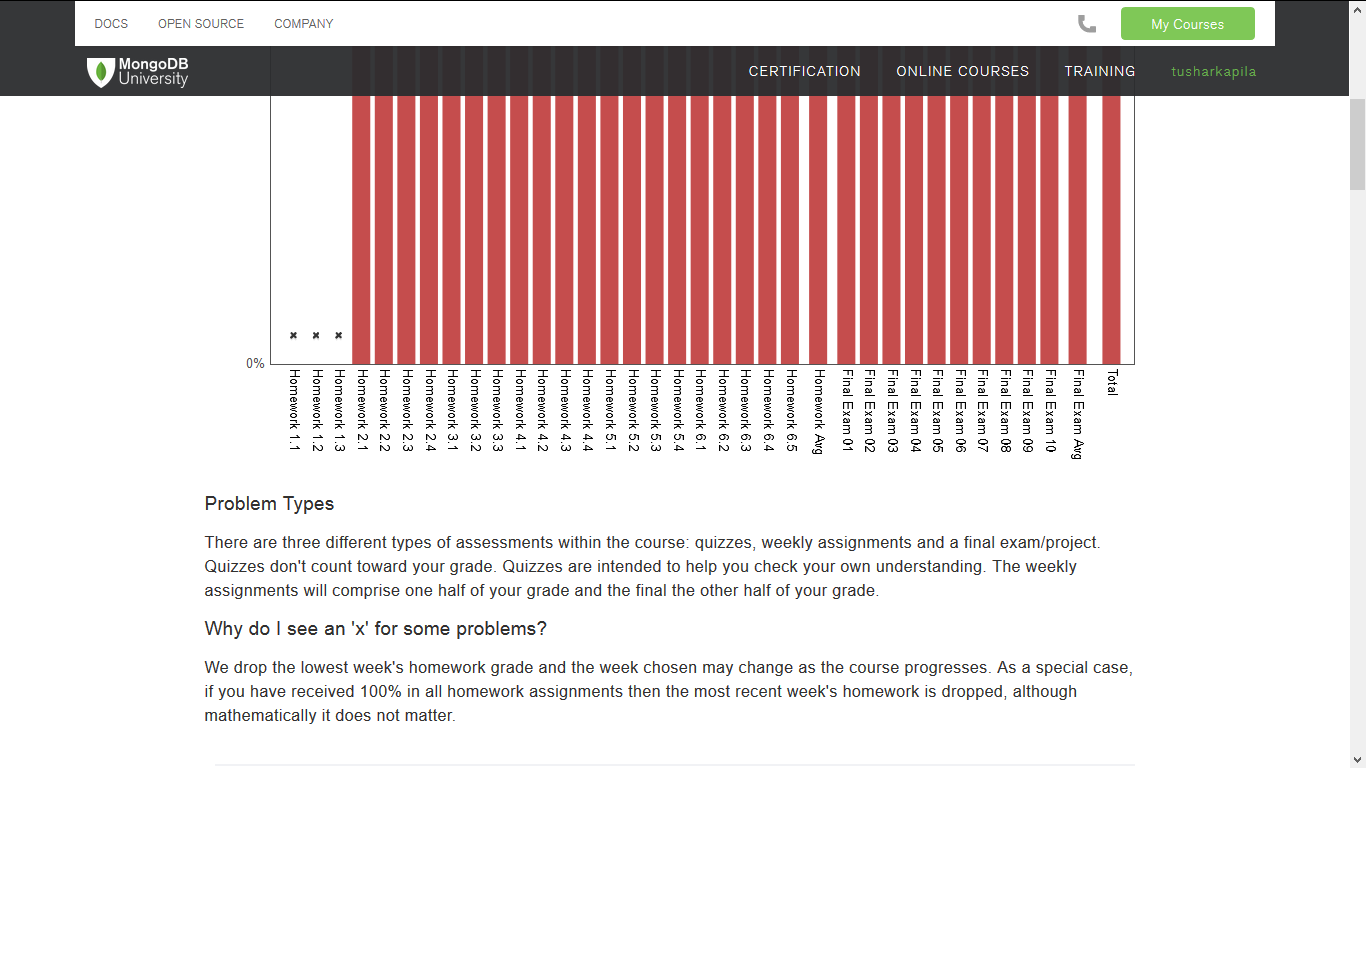 DOCS OPEN SOURCE COMPANY My Courses
MongoDB
University
CERTIFICATION ONLINE COURSES TRAINING tusharkapila
0%
Homework 1.1
Homework 1.2
Homework 1.3
Homework 2.1
Homework 2.2
Homework 2.3
Homework 2.4
Homework 3.1
Homework 3.2
Homework 3.3
Homework 4.1
Homework 4.2
Homework 4.3
Homework 4.4
Homework 5.1
Homework 5.2
Homework 5.3
Homework 5.4
Homework 6.1
Homework 6.2
Homework 6.3
Homework 6.4
Homework 6.5
Homework Avg
Final Exam 01
Final Exam 02
Final Exam 03
Final Exam 04
Final Exam 05
Final Exam 06
Final Exam 07
Final Exam 08
Final Exam 09
Final Exam 10
Final Exam Avg
Total
Problem Types
There are three different types of assessments within the course: quizzes, weekly assignments and a final exam/project.
Quizzes don't count toward your grade. Quizzes are intended to help you check your own understanding. The weekly
assignments will comprise one half of your grade and the final the other half of your grade.
Why do I see an 'x' for some problems?
We drop the lowest week's homework grade and the week chosen may change as the course progresses. As a special case,
if you have received 100% in all homework assignments then the most recent week's homework is dropped, although
mathematically it does not matter.